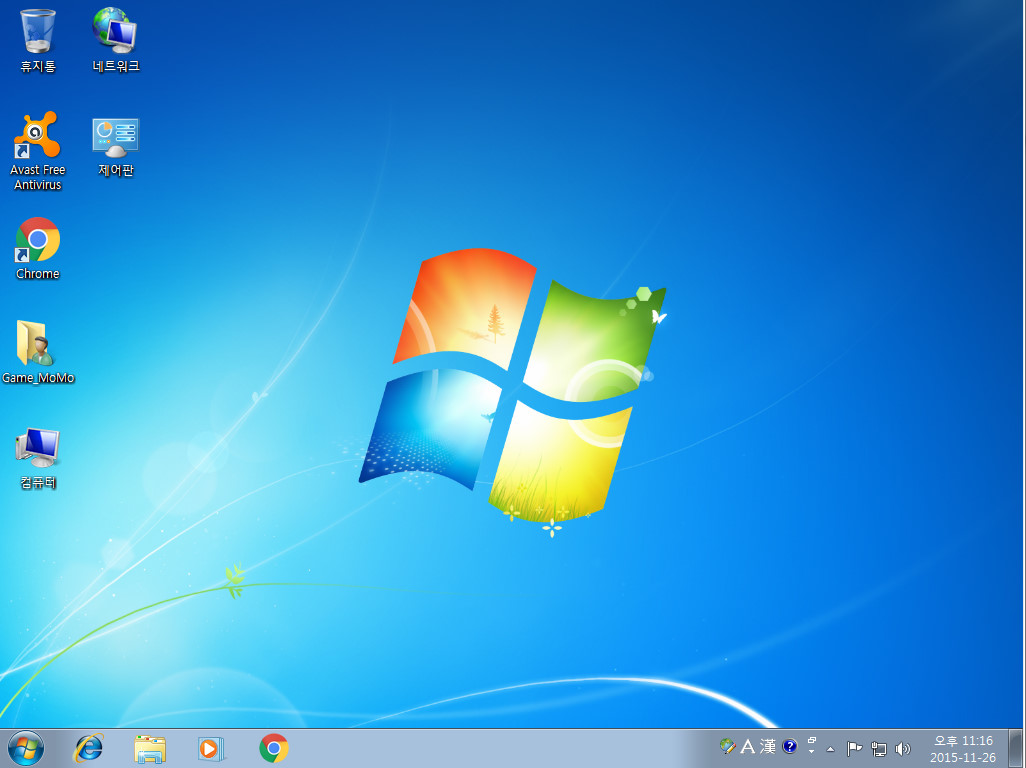 휴지통
네트워크
Avast Free
Antivirus
제어판
Chrome
Game_MoMo
컴퓨터
A 漢 ?
오후 11:16
2015-11-26